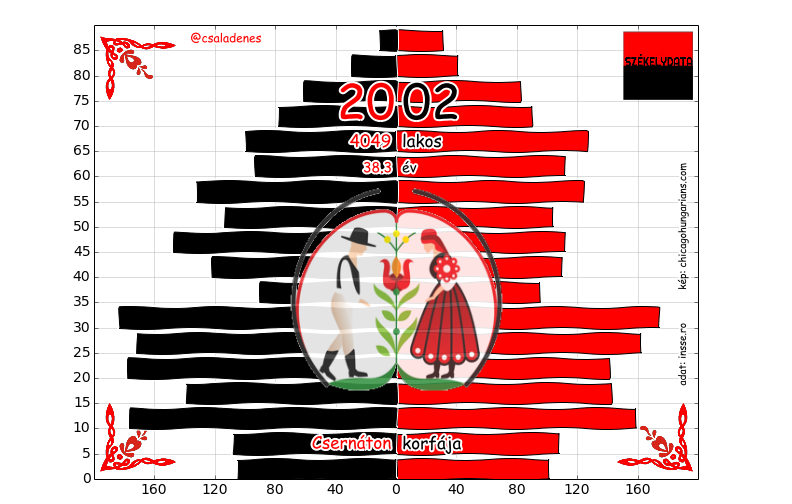 @csaladenes
SZÉKELYDATA
2002
4049 lakos
38.3 év
kép: chicagohungarians.com
adat: insse.ro
Csernáton korfája
85
80
75
70
65
60
55
50
45
40
35
30
25
20
15
10
5
0
160 120 80 40 0 40 80 120 160